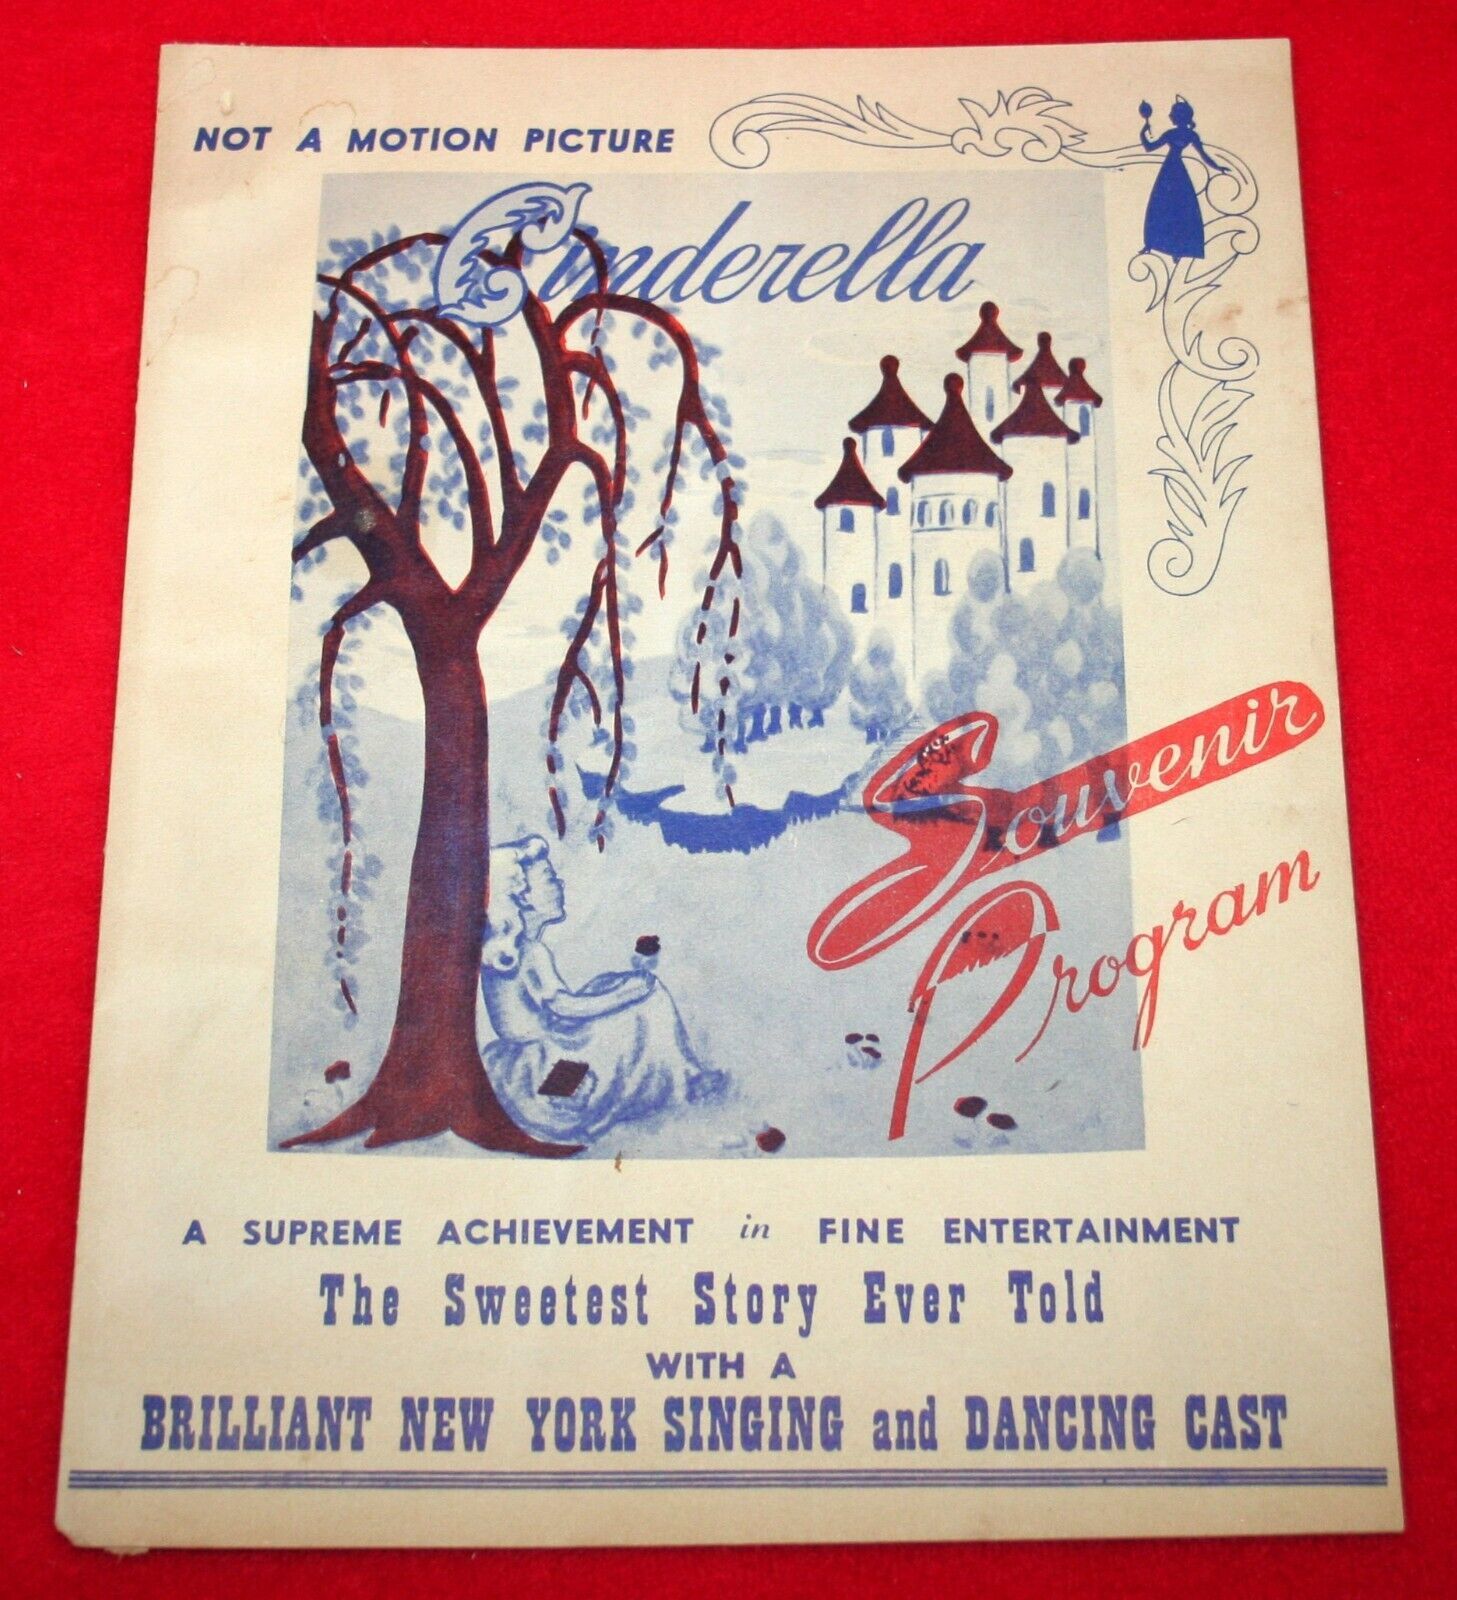 NOT A MOTION PICTURE
Cinderella
Souvenir
Program
A SUPREME ACHIEVEMENT in FINE ENTERTAINMENT
The Sweetest Story Ever Told
WITH A
BRILLIANT NEW YORK SINGING and DANCING CAST